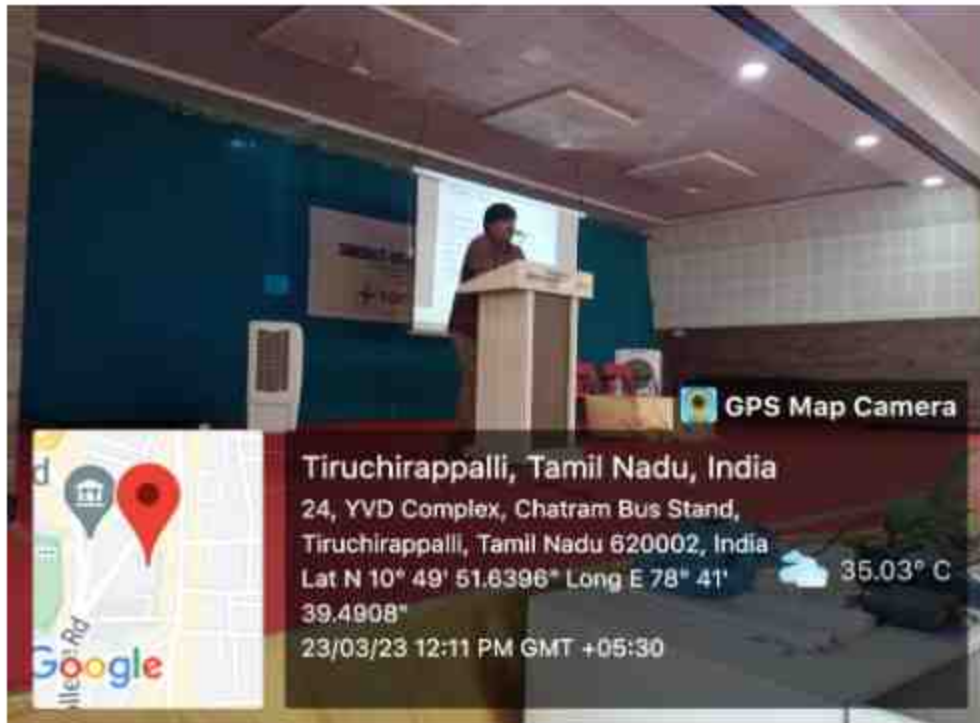 GPS Map Camera
Tiruchirappalli, Tamil Nadu, India
24, YVD Complex, Chatram Bus Stand,
Tiruchirappalli, Tamil Nadu 620002, India
Lat N 10° 49' 51.6396" Long E 78° 41'
39.4908"
23/03/23 12:11 PM GMT +05:30
35.03° C
d
Rd
Google